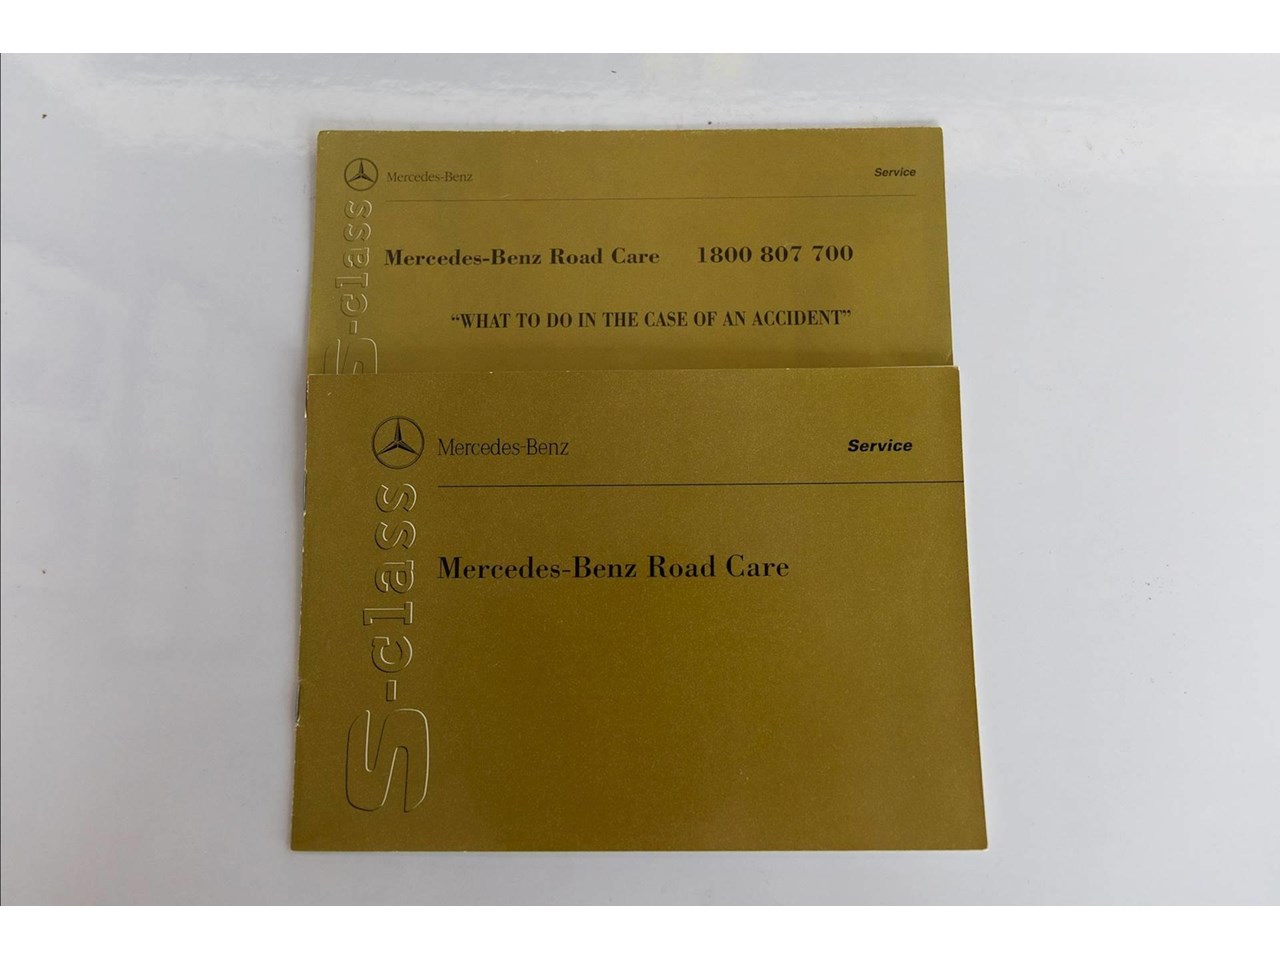 Mercedes-Benz Service
Mercedes-Benz Road Care 1800 807 700
“WHAT TO DO IN THE CASE OF AN ACCIDENT”
S-class
Mercedes-Benz Service
Mercedes-Benz Road Care
S-class